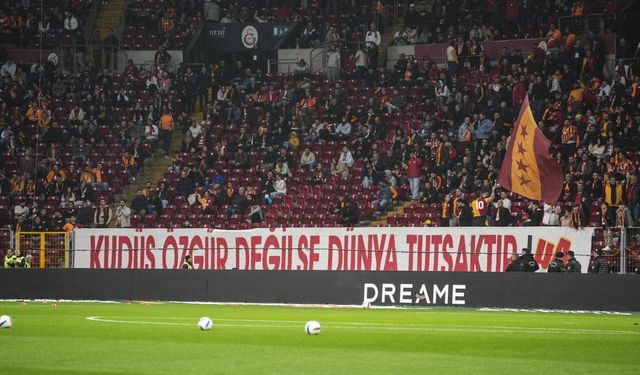 KUDÜS ÖZGÜR DEĞİLSE DÜNYA TUTSAKTIR
DREAME